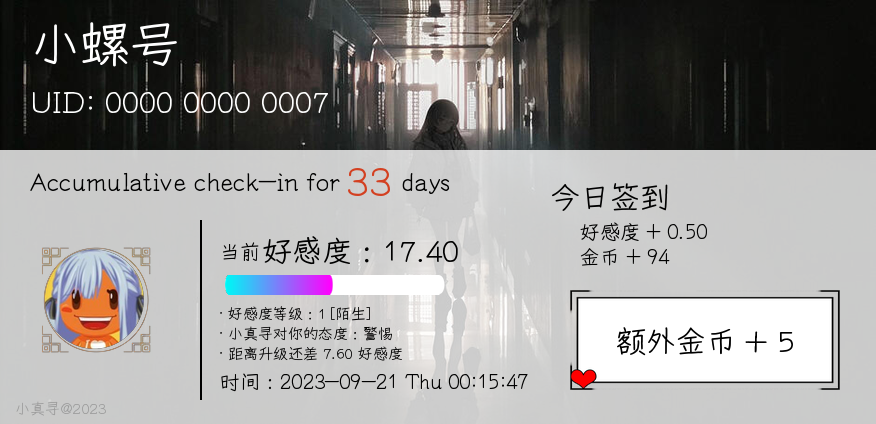 小螺号
UID: 0000 0000 0007
Accumulative check-in for 33 days
当前好感度：17.40
· 好感度等级：1 [陌生]
· 小真寻对你的态度：警惕
· 距离升级还差 7.60 好感度
时间：2023-09-21 Thu 00:15:47
今日签到
好感度 + 0.50
金币 + 94
额外金币 + 5
小真寻@2023